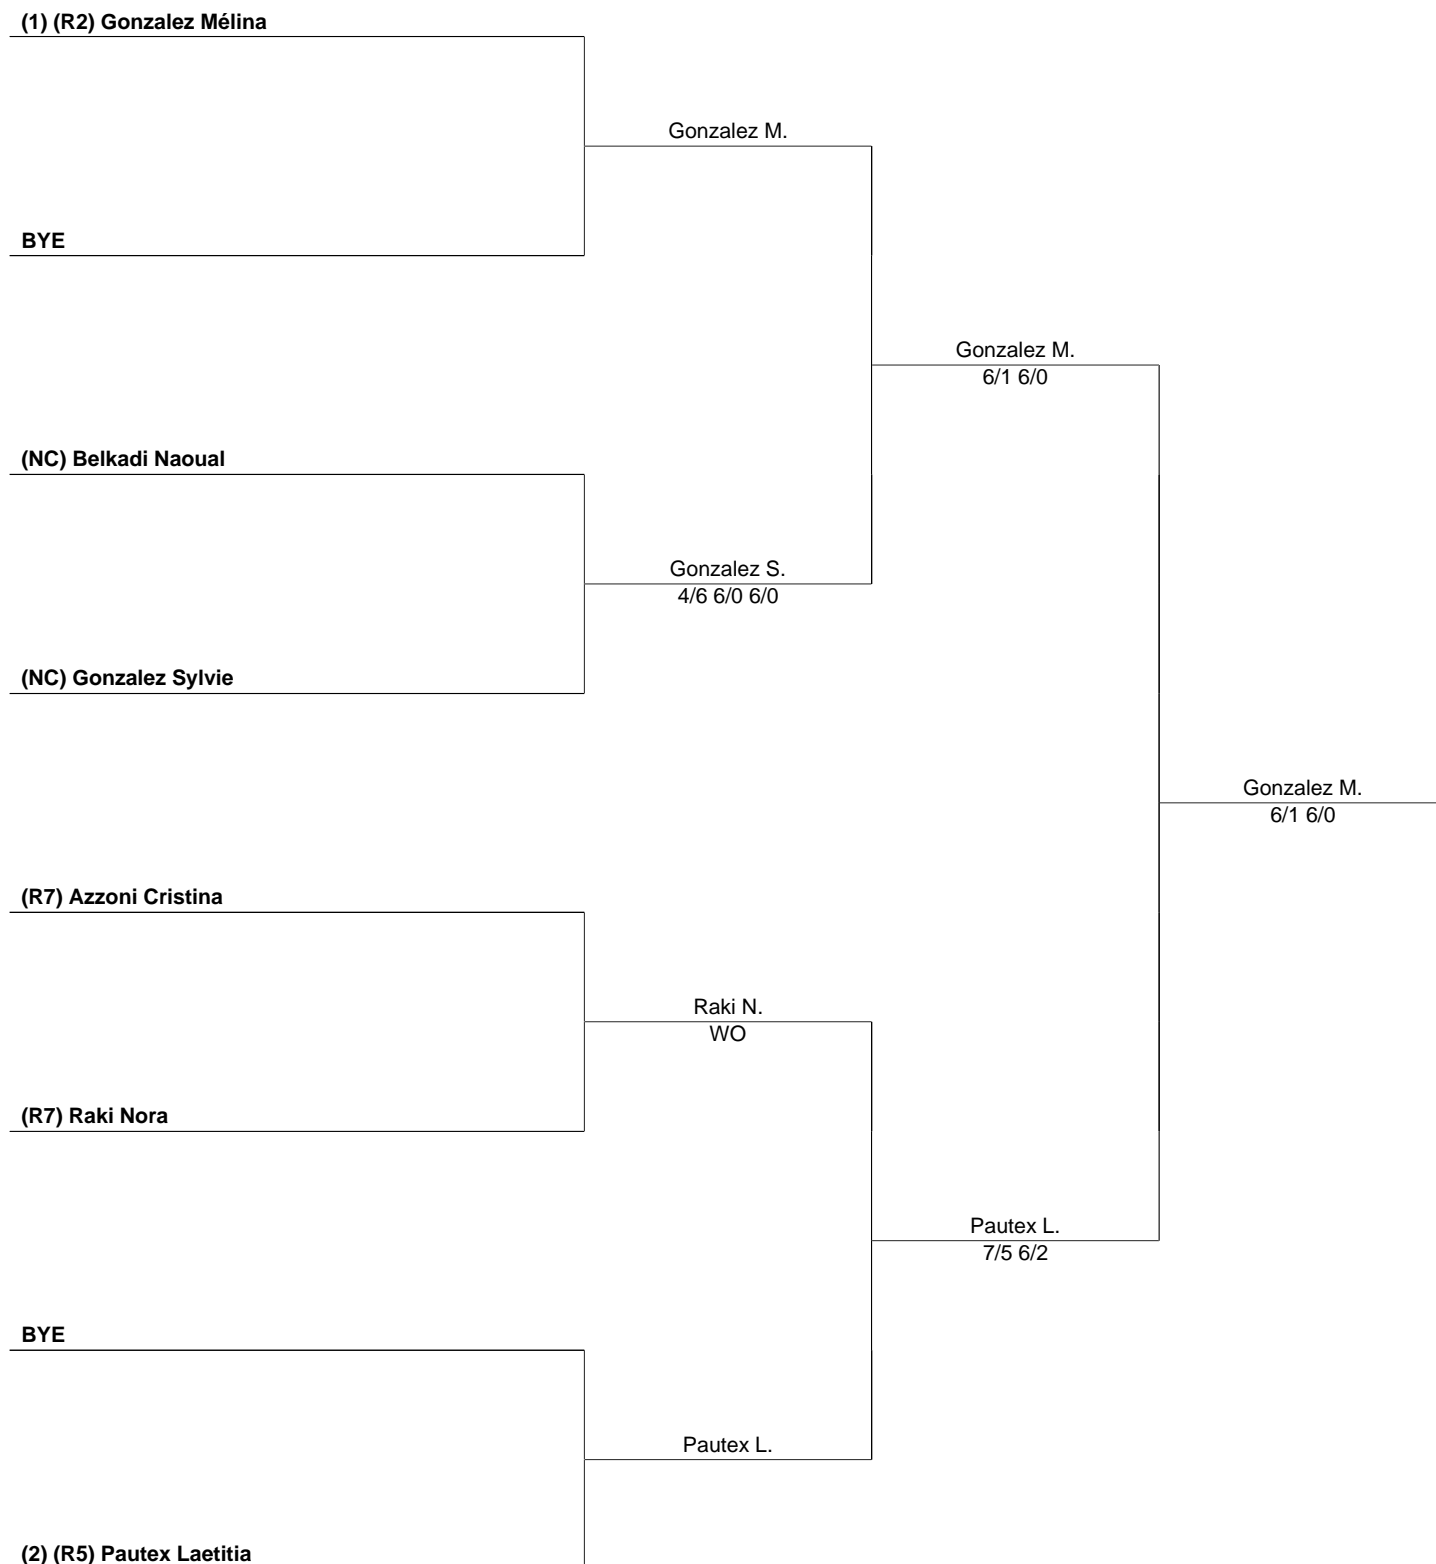 (1) (R2) Gonzalez Mélina
Gonzalez M.
BYE
Gonzalez M.
6/1 6/0
(NC) Belkadi Naoual
Gonzalez S.
4/6 6/0 6/0
(NC) Gonzalez Sylvie
Gonzalez M.
6/1 6/0
(R7) Azzoni Cristina
Raki N.
WO
(R7) Raki Nora
Pautex L.
7/5 6/2
BYE
Pautex L.
(2) (R5) Pautex Laetitia